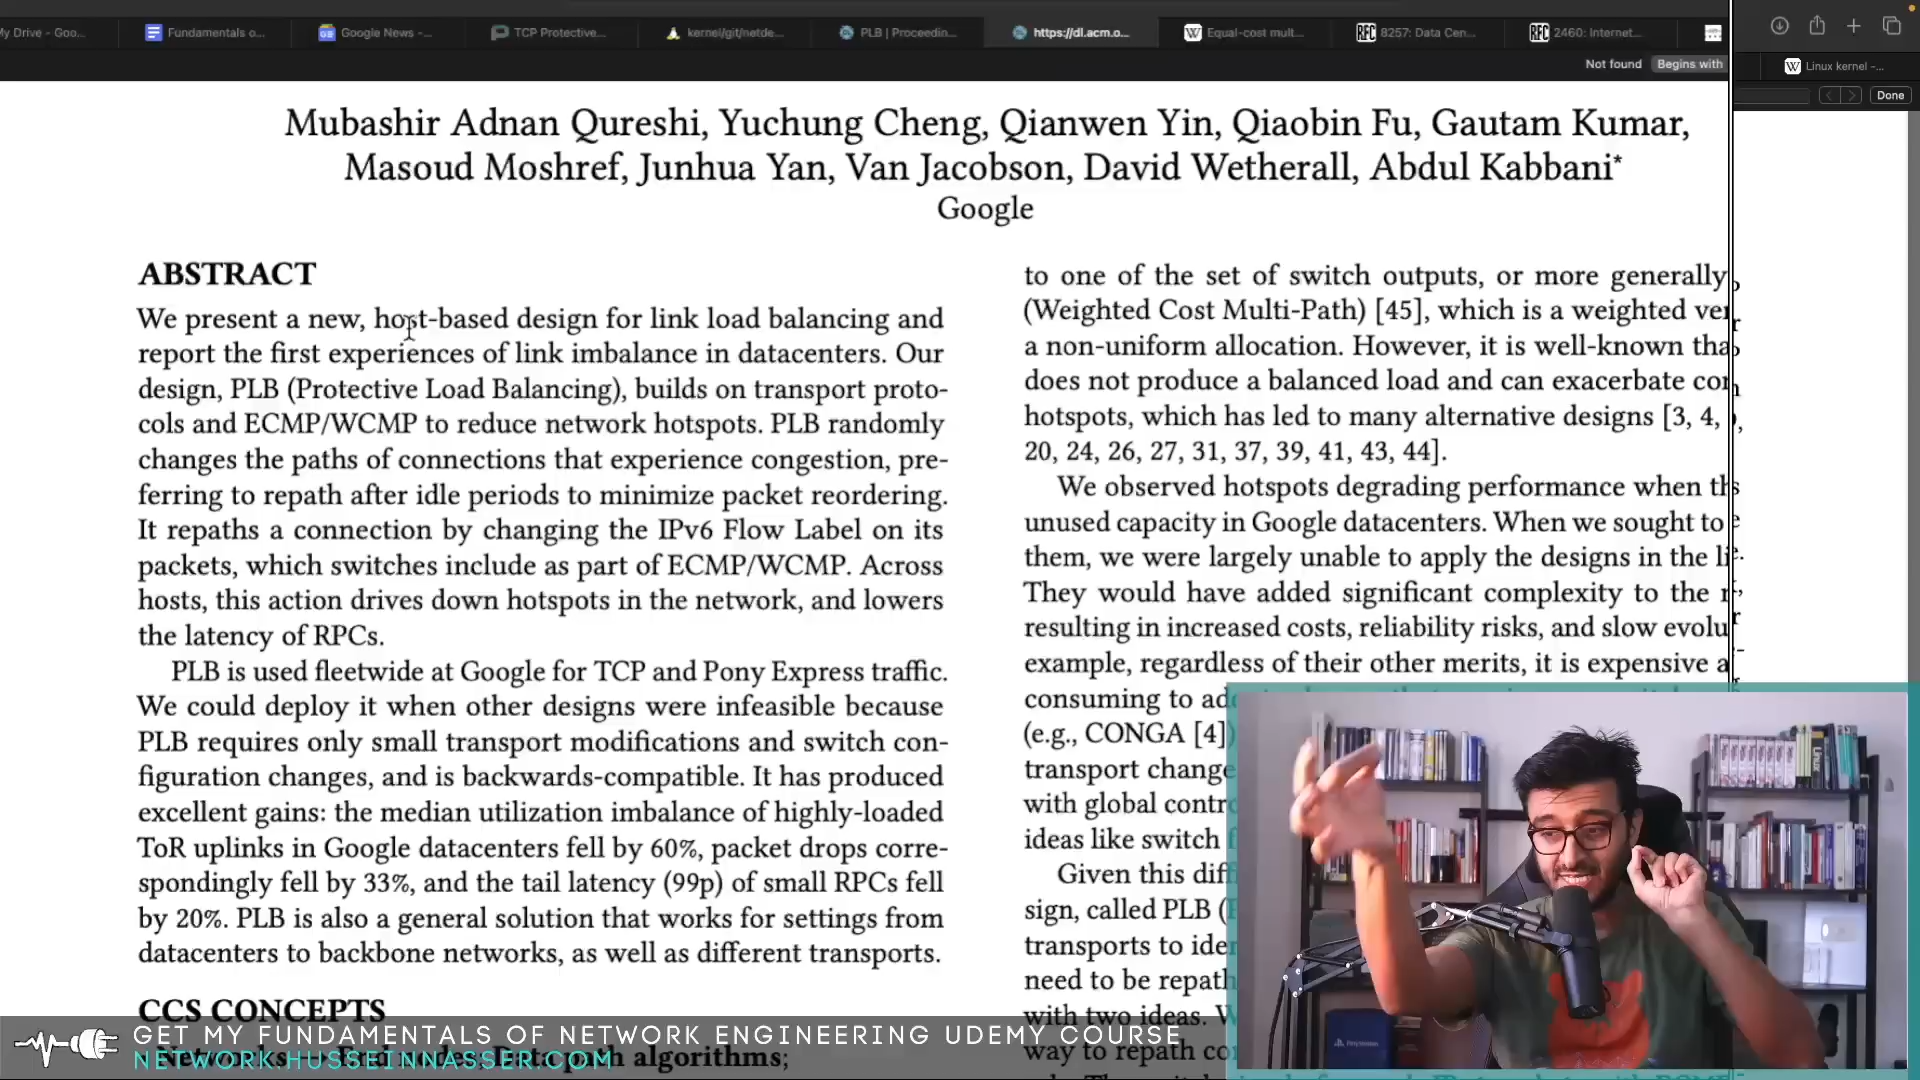 My Drive - Goo...
Fundamentals o...
Google News -...
TCP Protective...
kernel/git/netde...
PLB | Proceedin...
https://dl.acm.o...
Equal-cost mult...
8257: Data Cen...
2460: Internet...
Linux kernel -...
Not found
Begins with
Done
Mubashir Adnan Qureshi, Yuchung Cheng, Qianwen Yin, Qiaobin Fu, Gautam Kumar,
Masoud Moshref, Junhua Yan, Van Jacobson, David Wetherall, Abdul Kabbani*
Google
ABSTRACT
We present a new, host-based design for link load balancing and
report the first experiences of link imbalance in datacenters. Our
design, PLB (Protective Load Balancing), builds on transport proto-
cols and ECMP/WCMP to reduce network hotspots. PLB randomly
changes the paths of connections that experience congestion, pre-
ferring to repath after idle periods to minimize packet reordering.
It repaths a connection by changing the IPv6 Flow Label on its
packets, which switches include as part of ECMP/WCMP. Across
hosts, this action drives down hotspots in the network, and lowers
the latency of RPCs.
PLB is used fleetwide at Google for TCP and Pony Express traffic.
We could deploy it when other designs were infeasible because
PLB requires only small transport modifications and switch con-
figuration changes, and is backwards-compatible. It has produced
excellent gains: the median utilization imbalance of highly-loaded
ToR uplinks in Google datacenters fell by 60%, packet drops corre-
spondingly fell by 33%, and the tail latency (99p) of small RPCs fell
by 20%. PLB is also a general solution that works for settings from
datacenters to backbone networks, as well as different transports.
CCS CONCEPTS
to one of the set of switch outputs, or more generally
(Weighted Cost Multi-Path) [45], which is a weighted ver
a non-uniform allocation. However, it is well-known tha
does not produce a balanced load and can exacerbate con
hotspots, which has led to many alternative designs [3, 4,
20, 24, 26, 27, 31, 37, 39, 41, 43, 44].
We observed hotspots degrading performance when th
unused capacity in Google datacenters. When we sought to
them, we were largely unable to apply the designs in the li
They would have added significant complexity to the
resulting in increased costs, reliability risks, and slow evolu
example, regardless of their other merits, it is expensive a
consuming to
(e.g., CONGA [4])
transport change
with global contr
ideas like switch
Given this diff
sign, called PLB
transports to iden
need to be repath
with two ideas.
way to repath co
GET MY FUNDAMENTALS OF NETWORK ENGINEERING UDEMY COURSE
NETWORK.HUSSEINNASSER.COM